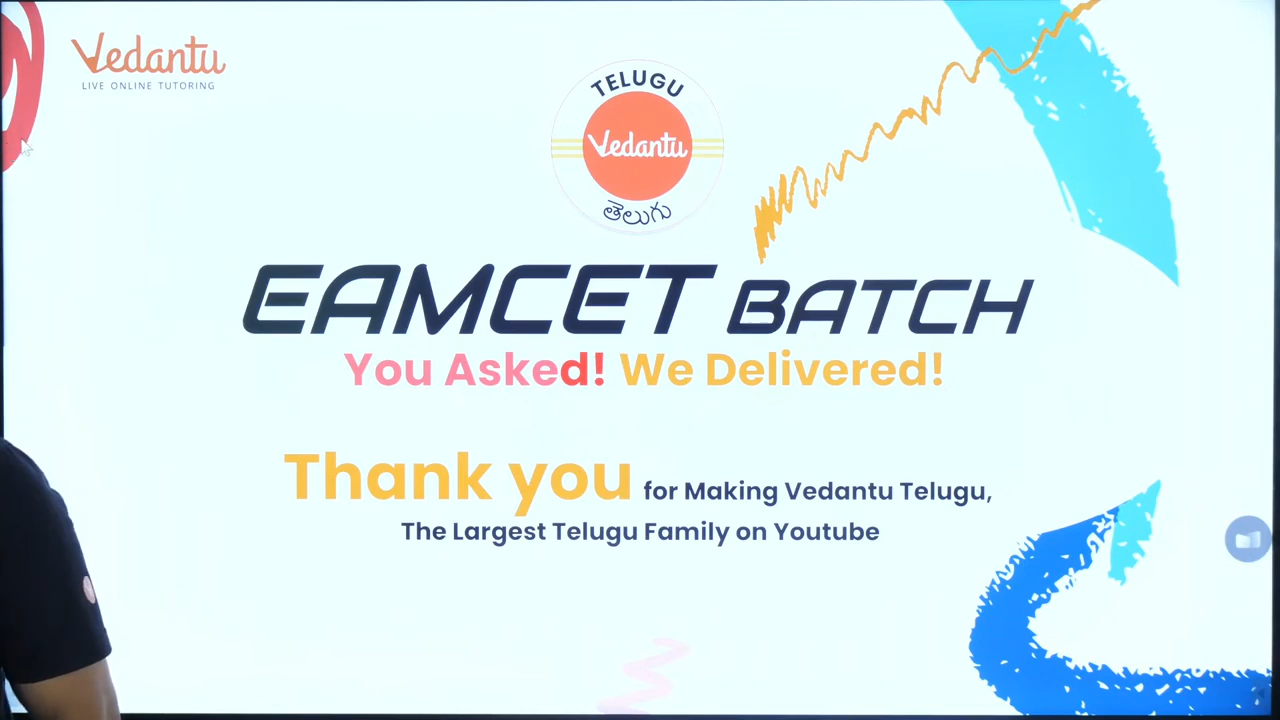 Vedantu
LIVE ONLINE TUTORING
TELUGU
Vedantu
తెలుగు
EAMCET BATCH
You Asked! We Delivered!
Thank you for Making Vedantu Telugu,
The Largest Telugu Family on Youtube